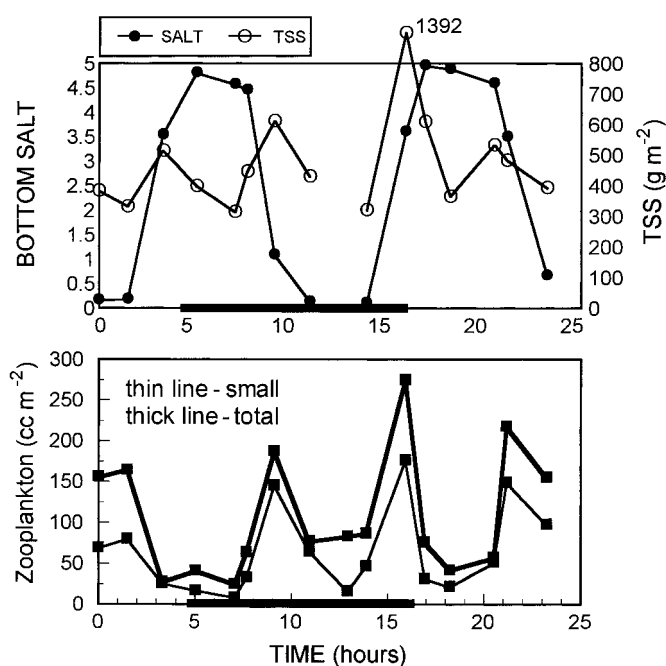 SALT TSS
1392
5 800
4.5 700
4 600
3.5
3 500
2.5 400
2 300
1.5
200
1
100
0.5
0 0
BOTTOM SALT
TSS (g m⁻²)
0 5 10 15 20 25
300
250
200
150
100
50
0
Zooplankton (cc m⁻²)
thin line - small
thick line - total
0 5 10 15 20 25
TIME (hours)